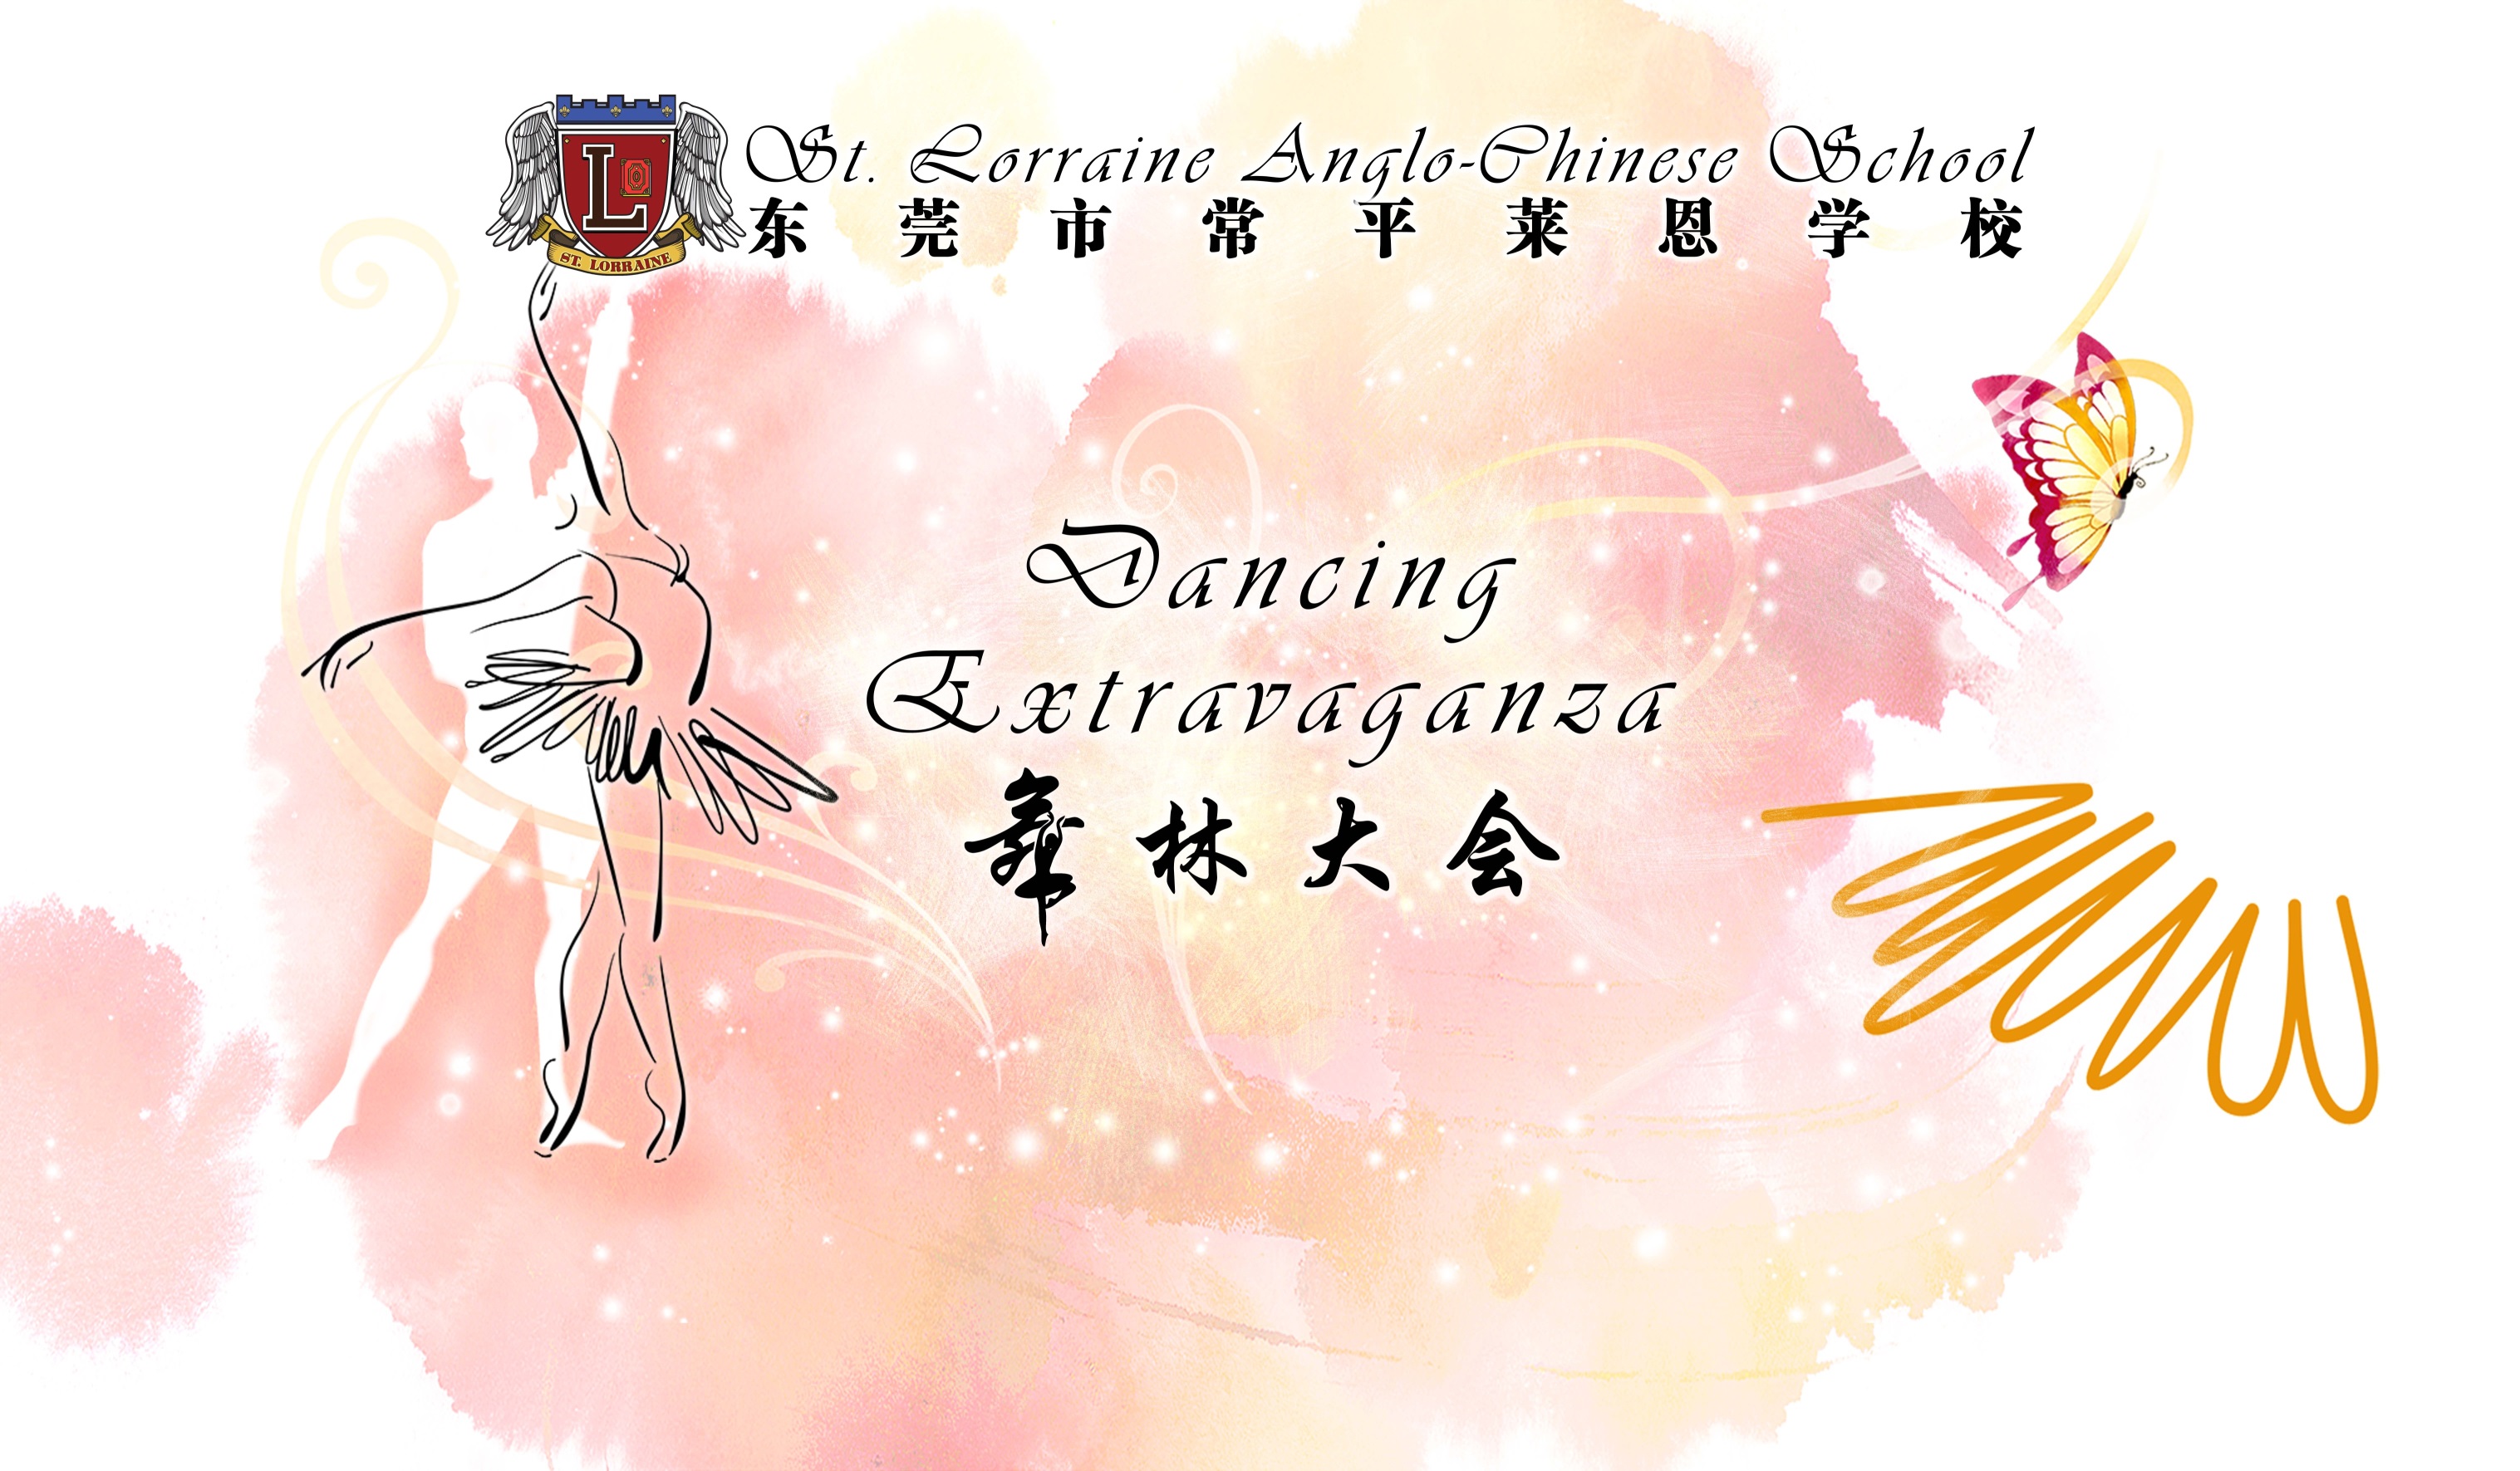 St. Lorraine Anglo-Chinese School
东莞市常平莱恩学校
L
ST. LORRAINE
Dancing
Extravaganza
舞林大会